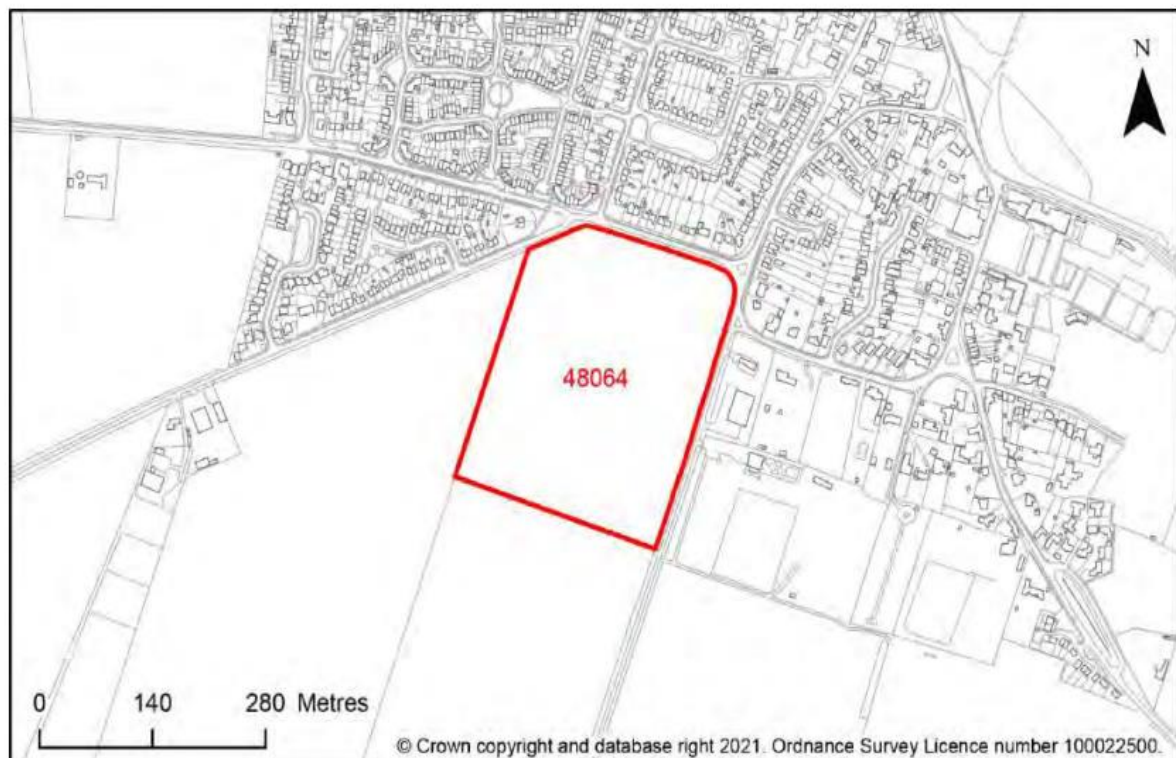 N
48064
0 140 280 Metres
© Crown copyright and database right 2021. Ordnance Survey Licence number 100022500.